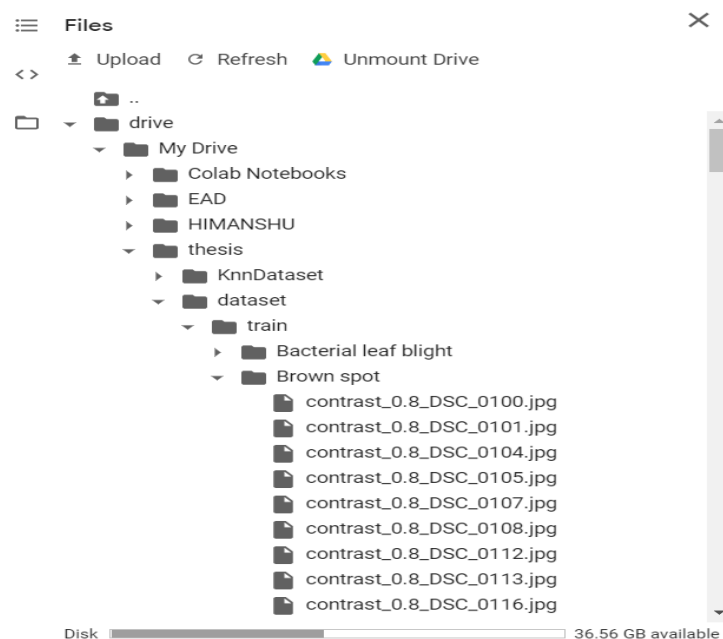 Files
Upload Refresh Unmount Drive
..
drive
My Drive
Colab Notebooks
EAD
HIMANSHU
thesis
KnnDataset
dataset
train
Bacterial leaf blight
Brown spot
contrast_0.8_DSC_0100.jpg
contrast_0.8_DSC_0101.jpg
contrast_0.8_DSC_0104.jpg
contrast_0.8_DSC_0105.jpg
contrast_0.8_DSC_0107.jpg
contrast_0.8_DSC_0108.jpg
contrast_0.8_DSC_0112.jpg
contrast_0.8_DSC_0113.jpg
contrast_0.8_DSC_0116.jpg
Disk 36.56 GB available